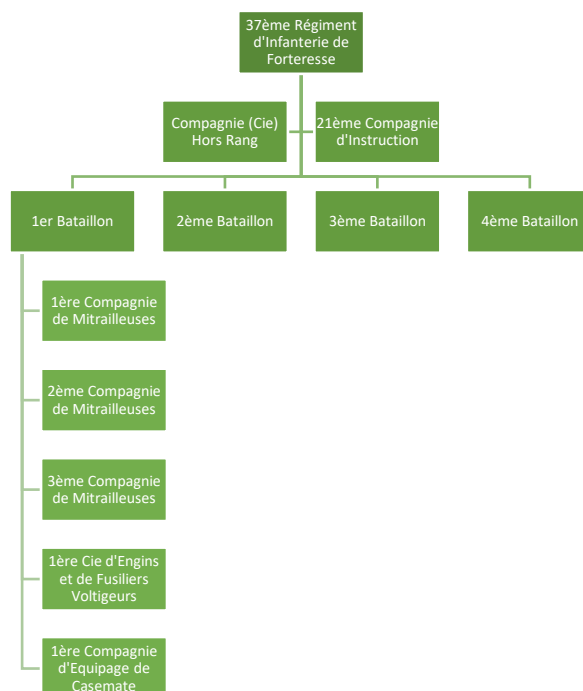 37ème Régiment
d'Infanterie de
Forteresse
Compagnie (Cie)
Hors Rang
21ème Compagnie
d'Instruction
1er Bataillon
2ème Bataillon
3ème Bataillon
4ème Bataillon
1ère Compagnie
de Mitrailleuses
2ème Compagnie
de Mitrailleuses
3ème Compagnie
de Mitrailleuses
1ère Cie d'Engins
et de Fusiliers
Voltigeurs
1ère Compagnie
d'Equipage de
Casemate